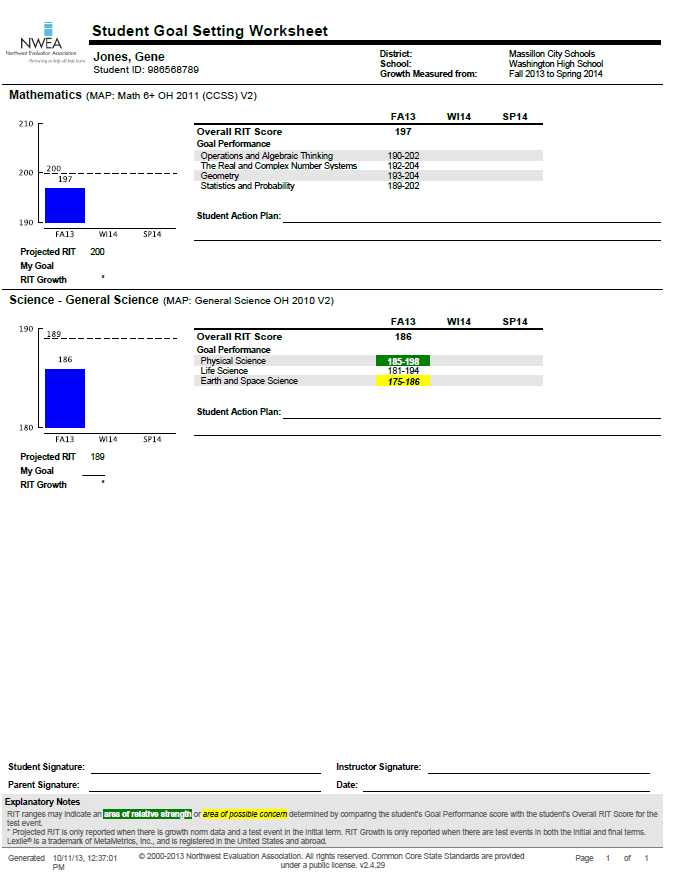 NWEA
Northwest Evaluation Association
Partnering to help all kids learn
Student Goal Setting Worksheet
Jones, Gene
Student ID: 986568789
District: Massillon City Schools
School: Washington High School
Growth Measured from: Fall 2013 to Spring 2014
Mathematics (MAP: Math 6+ OH 2011 (CCSS) V2)
210
200
190
200
197
FA13 WI14 SP14
Projected RIT 200
My Goal
RIT Growth *
FA13 WI14 SP14
Overall RIT Score 197
Goal Performance
Operations and Algebraic Thinking 190-202
The Real and Complex Number Systems 192-204
Geometry 193-204
Statistics and Probability 189-202
Student Action Plan:
Science - General Science (MAP: General Science OH 2010 V2)
190
180
189
186
FA13 WI14 SP14
Projected RIT 189
My Goal
RIT Growth *
FA13 WI14 SP14
Overall RIT Score 186
Goal Performance
Physical Science 185-198
Life Science 181-194
Earth and Space Science 175-186
Student Action Plan:
Student Signature: Instructor Signature:
Parent Signature: Date:
Explanatory Notes
RIT ranges may indicate an area of relative strength or area of possible concern determined by comparing the student's Goal Performance score with the student's Overall RIT Score for the
test event.
* Projected RIT is only reported when there is growth norm data and a test event in the initial term. RIT Growth is only reported when there are test events in both the initial and final terms.
Lexile® is a trademark of MetaMetrics, Inc., and is registered in the United States and abroad.
Generated 10/11/13, 12:37:01
PM
© 2000-2013 Northwest Evaluation Association. All rights reserved. Common Core State Standards are provided
under a public license. v2.4.29
Page 1 of 1